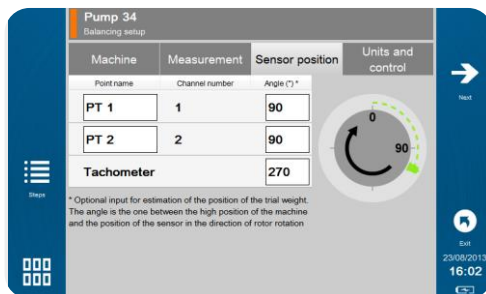 Pump 34
Balancing setup
Machine
Measurement
Sensor position
Units and
control
Point name
Channel number
Angle (°) *
PT 1
1
90
PT 2
2
90
Tachometer
270
* Optional input for estimation of the position of the trial weight.
The angle is the one between the high position of the machine
and the position of the sensor in the direction of rotor rotation
0
90
Steps
Next
Exit
23/08/2013
16:02